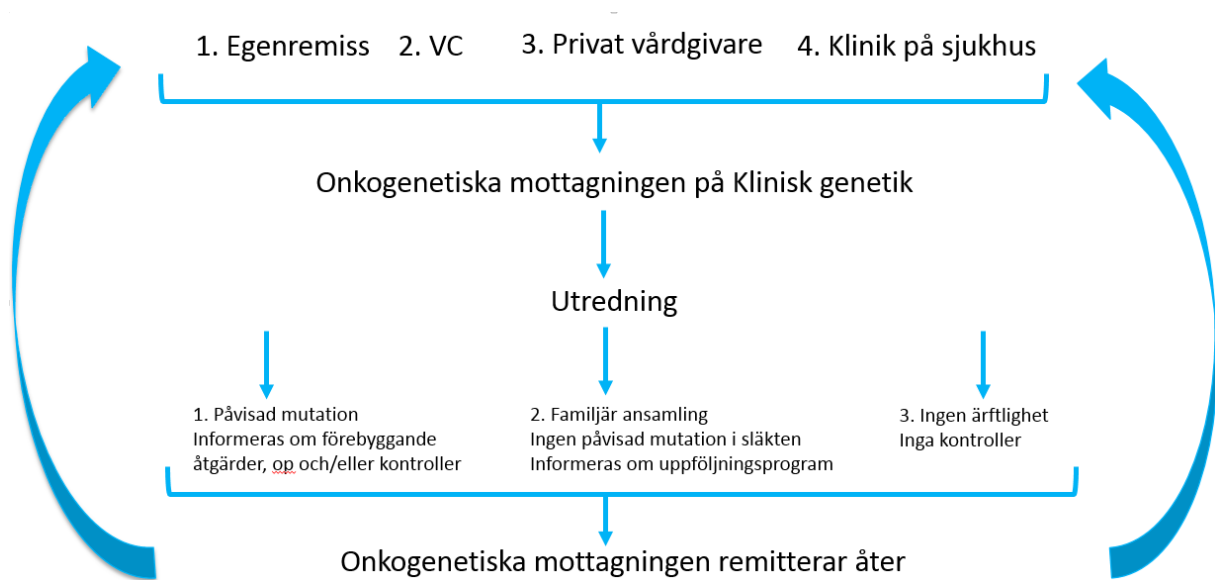 1. Egenremiss 2. VC 3. Privat vårdgivare 4. Klinik på sjukhus
Onkogenetiska mottagningen på Klinisk genetik
Utredning
1. Påvisad mutation
Informeras om förebyggande
åtgärder, op och/eller kontroller
2. Familjär ansamling
Ingen påvisad mutation i släkten
Informeras om uppföljningsprogram
3. Ingen ärftlighet
Inga kontroller
Onkogenetiska mottagningen remitterar åter